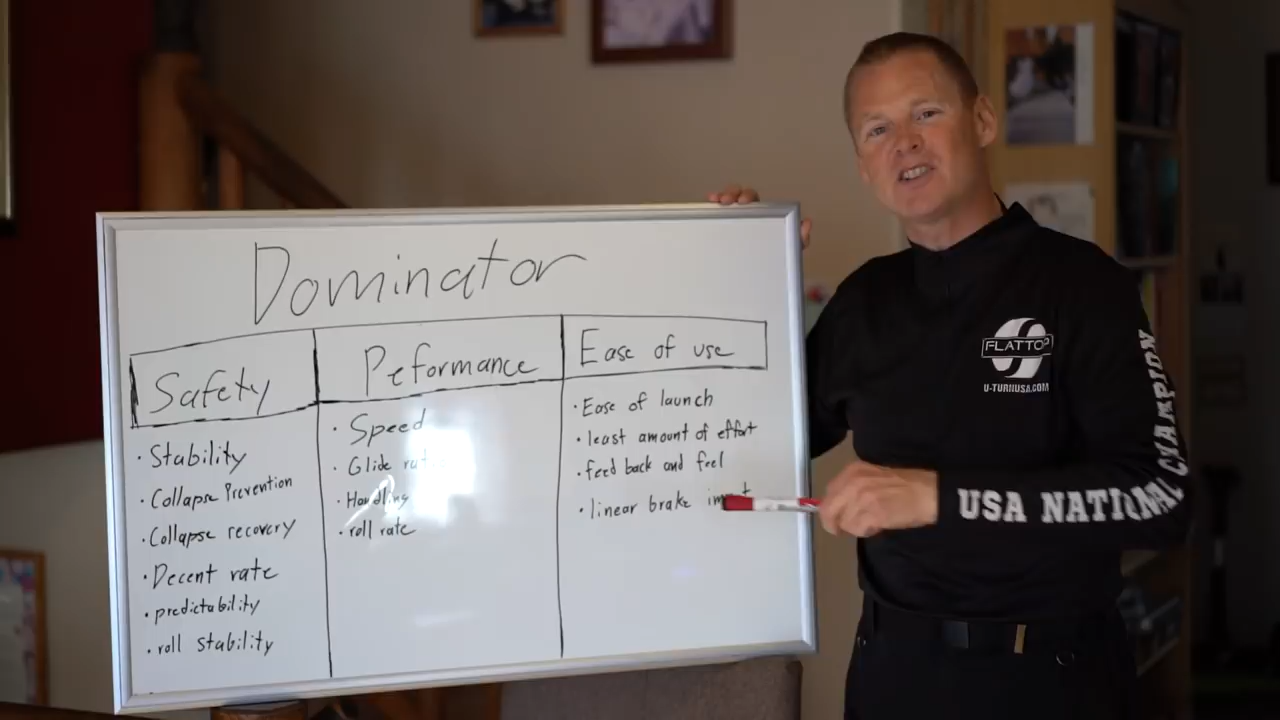 Dominator
Safety
Peformance
Ease of use
· Stability
· Collapse Prevention
· Collapse recovery
· Decent rate
· predictability
· roll stability
· Speed
· Glide
· Handling
· roll rate
· Ease of launch
· least amount of effort
· feed back and feel
· linear brake
FLATTOP
U-TURNUSA.COM
USA NATIONAL CHAMPION